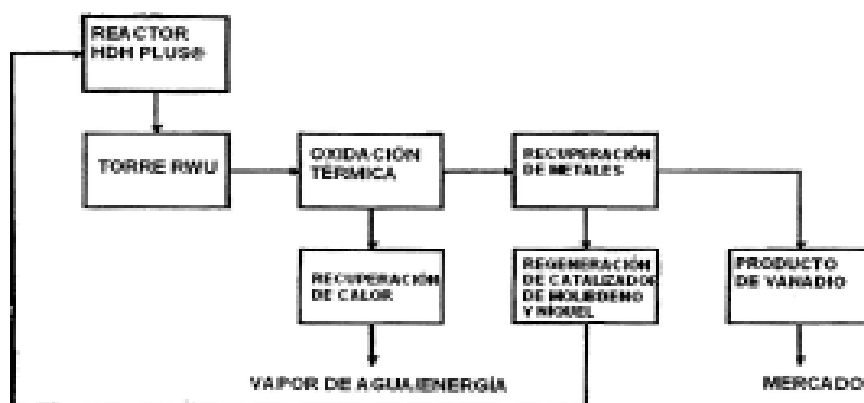 REACTOR
HDH PLUS®
TORRE RWU
OXIDACIÓN
TÉRMICA
RECUPERACIÓN
DE METALES
RECUPERACIÓN
DE CALOR
REGENERACIÓN
DE CATALIZADOR
DE MOLIBDENO
Y NÍQUEL
PRODUCTO
DE VANADIO
VAPOR DE AGUA/ENERGÍA
MERCADO